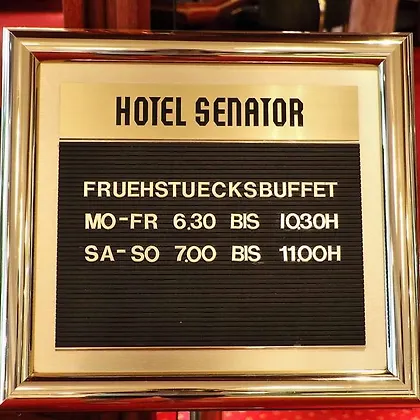 HOTEL SENATOR
FRUEHSTUECKSBUFFET
MO-FR 6.30 BIS 10.30H
SA-SO 7.00 BIS 11.00H